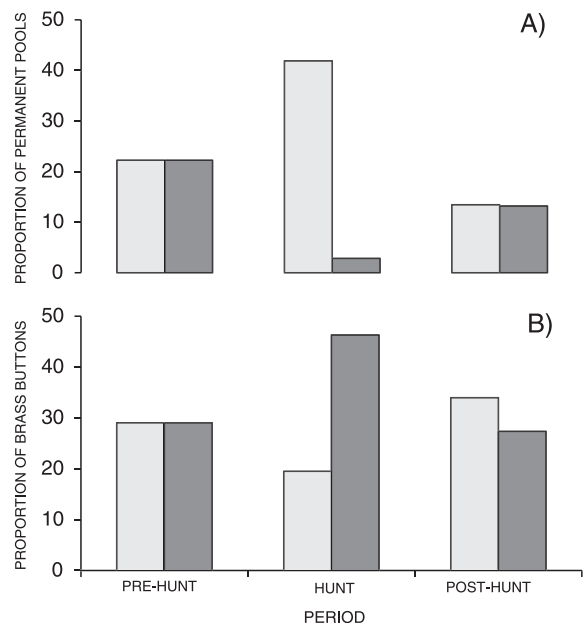 A)
PROPORTION OF PERMANENT POOLS
50
40
30
20
10
0
B)
PROPORTION OF BRASS BUTTONS
50
40
30
20
10
0
PRE-HUNT HUNT POST-HUNT
PERIOD